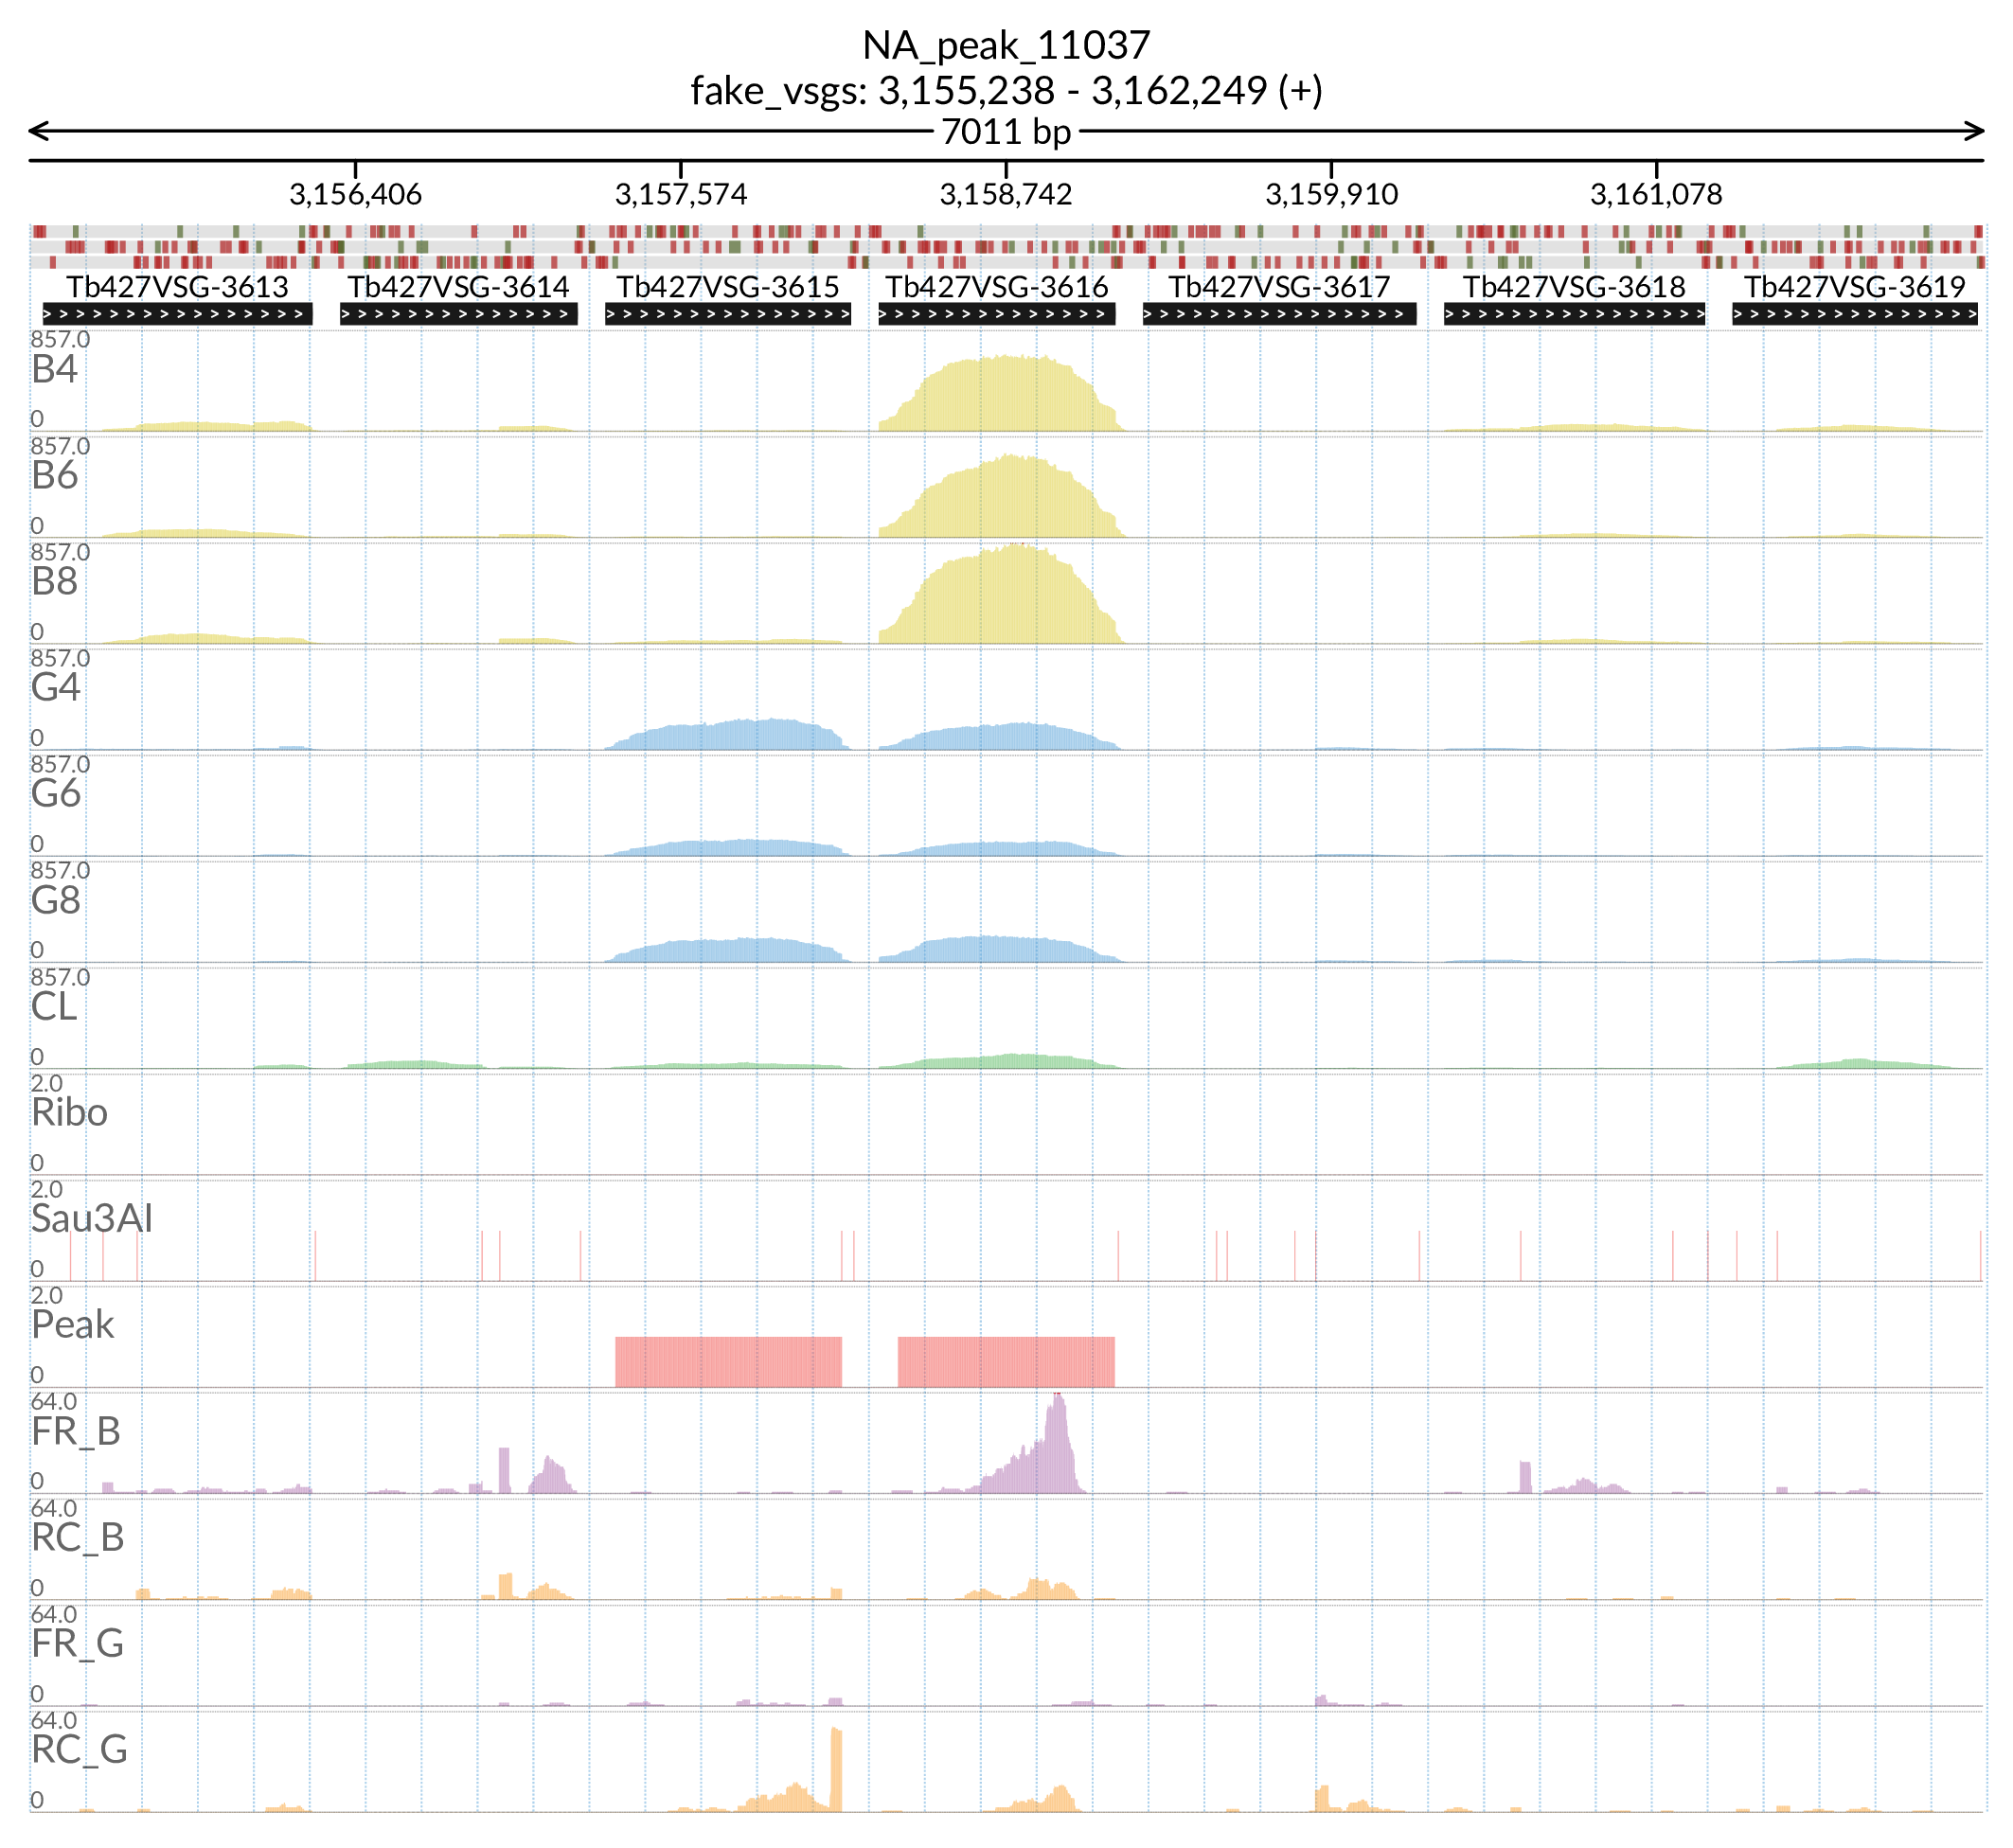 NA_peak_11037
fake_vsgs: 3,155,238 - 3,162,249 (+)
7011 bp
3,156,406 3,157,574 3,158,742 3,159,910 3,161,078
Tb427VSG-3613 Tb427VSG-3614 Tb427VSG-3615 Tb427VSG-3616 Tb427VSG-3617 Tb427VSG-3618 Tb427VSG-3619
857.0
B4
0
857.0
B6
0
857.0
B8
0
857.0
G4
0
857.0
G6
0
857.0
G8
0
857.0
CL
0
2.0
Ribo
0
2.0
Sau3AI
0
2.0
Peak
0
64.0
FR_B
0
64.0
RC_B
0
64.0
FR_G
0
64.0
RC_G
0